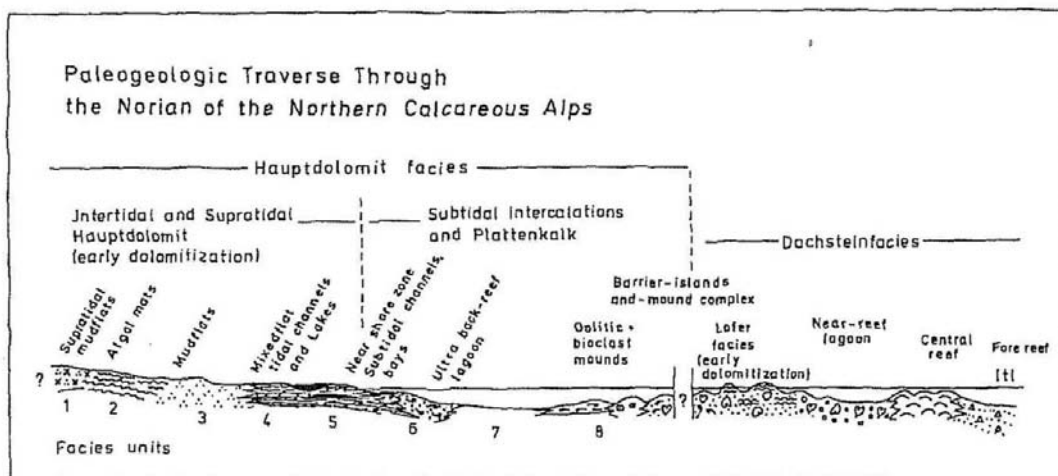 Paleogeologic Traverse Through
the Norian of the Northern Calcareous Alps
Hauptdolomit facies
Jntertidal and Supratidal
Hauptdolomit
(early dolomitization)
Subtidal Intercalations
and Plattenkalk
Dachsteinfacies
Supratidal
mudflats
Algal mats
Mudflats
Mixedflat
tidal channels
and Lakes
Near shore zone
Subtidal channels,
bays
Ultra back-reef
lagoon
Oolitic +
bioclast
mounds
Barrier-islands
and-mound complex
Lofer
facies
(early
dolomitization)
Near-reef
lagoon
Central
reef
Fore reef
?
?
1 2 3 4 5 6 7 8
Facies units